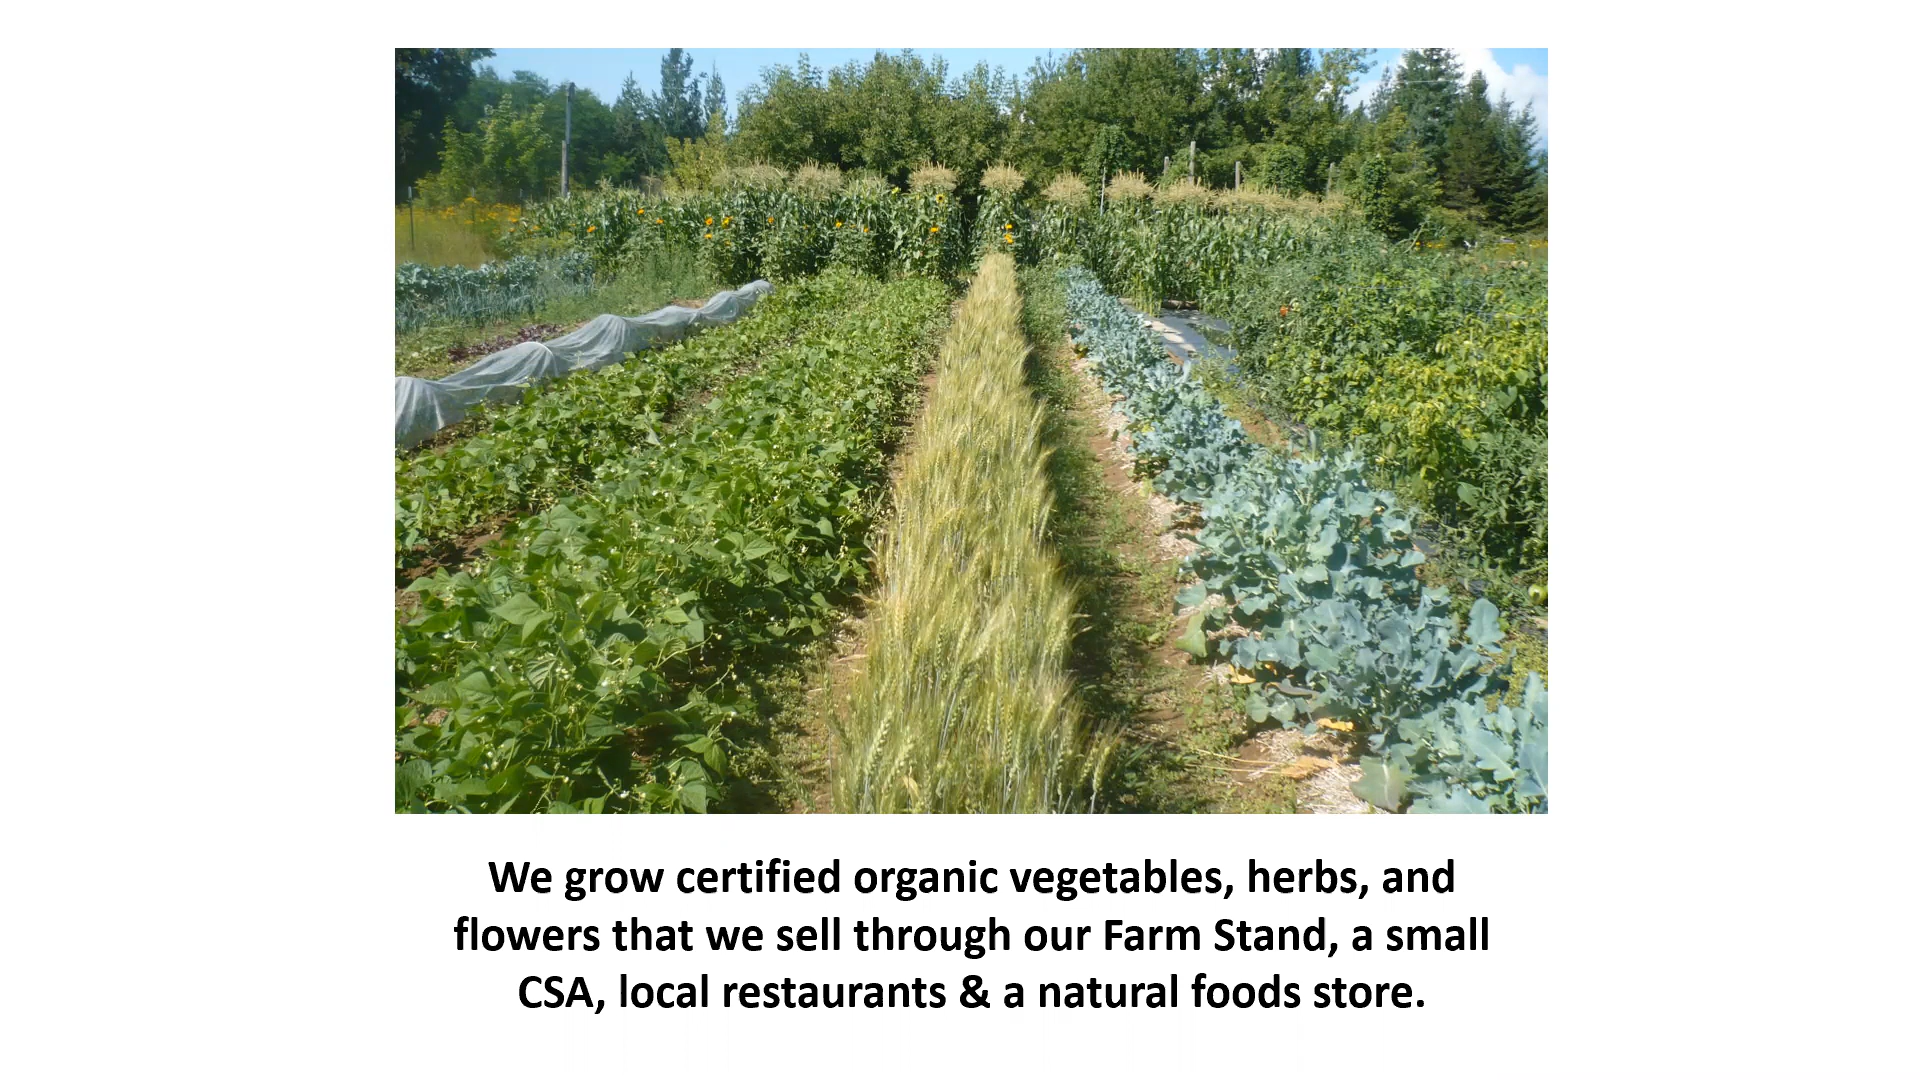 We grow certified organic vegetables, herbs, and
flowers that we sell through our Farm Stand, a small
CSA, local restaurants & a natural foods store.